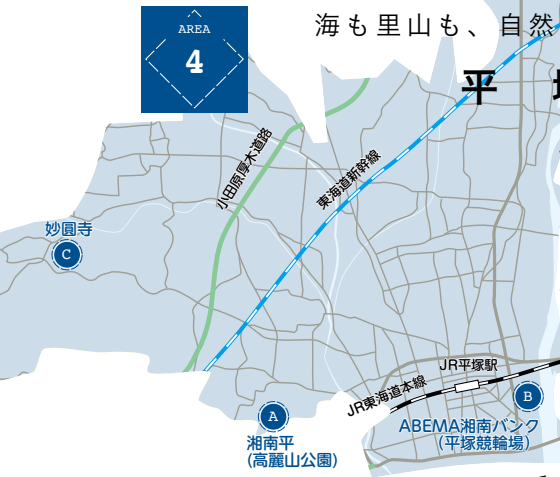 AREA
4
海も里山も、自然
平
小田原厚木道路
東海道新幹線
妙圓寺
C
JR平塚駅
JR東海道本線
B
ABEMA湘南バンク
(平塚競輪場)
A
湘南平
(高麗山公園)